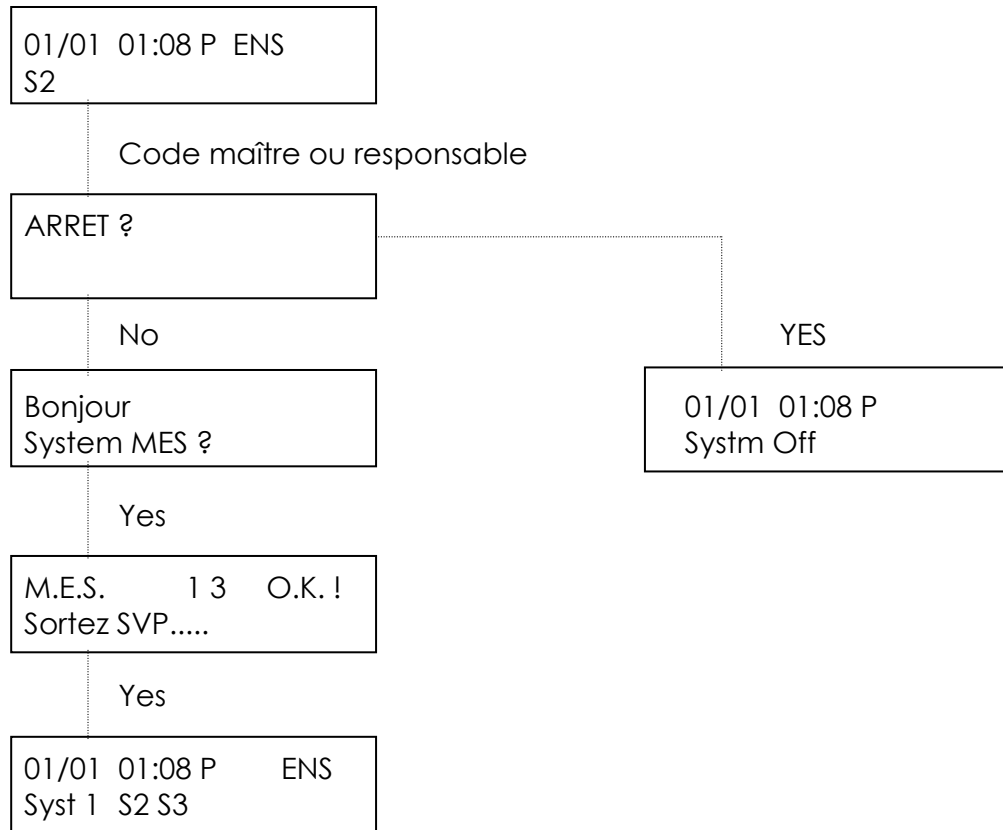 01/01 01:08 P ENS
S2
Code maître ou responsable
ARRET ?
No
YES
Bonjour
System MES ?
01/01 01:08 P
Systm Off
Yes
M.E.S. 1 3 O.K. !
Sortez SVP.....
Yes
01/01 01:08 P ENS
Syst 1 S2 S3